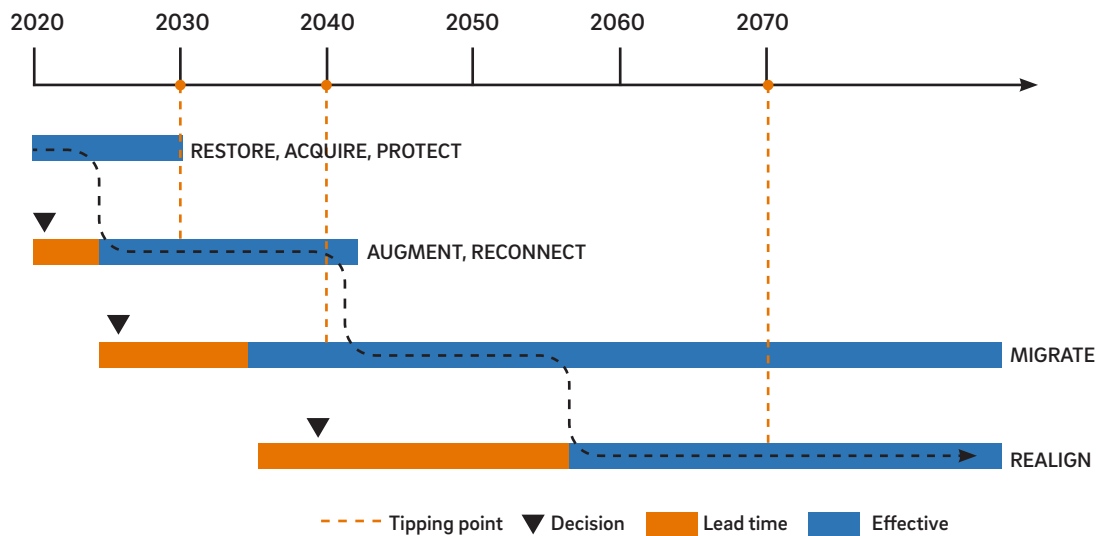 2020 2030 2040 2050 2060 2070
RESTORE, ACQUIRE, PROTECT
AUGMENT, RECONNECT
MIGRATE
REALIGN
Tipping point Decision Lead time Effective